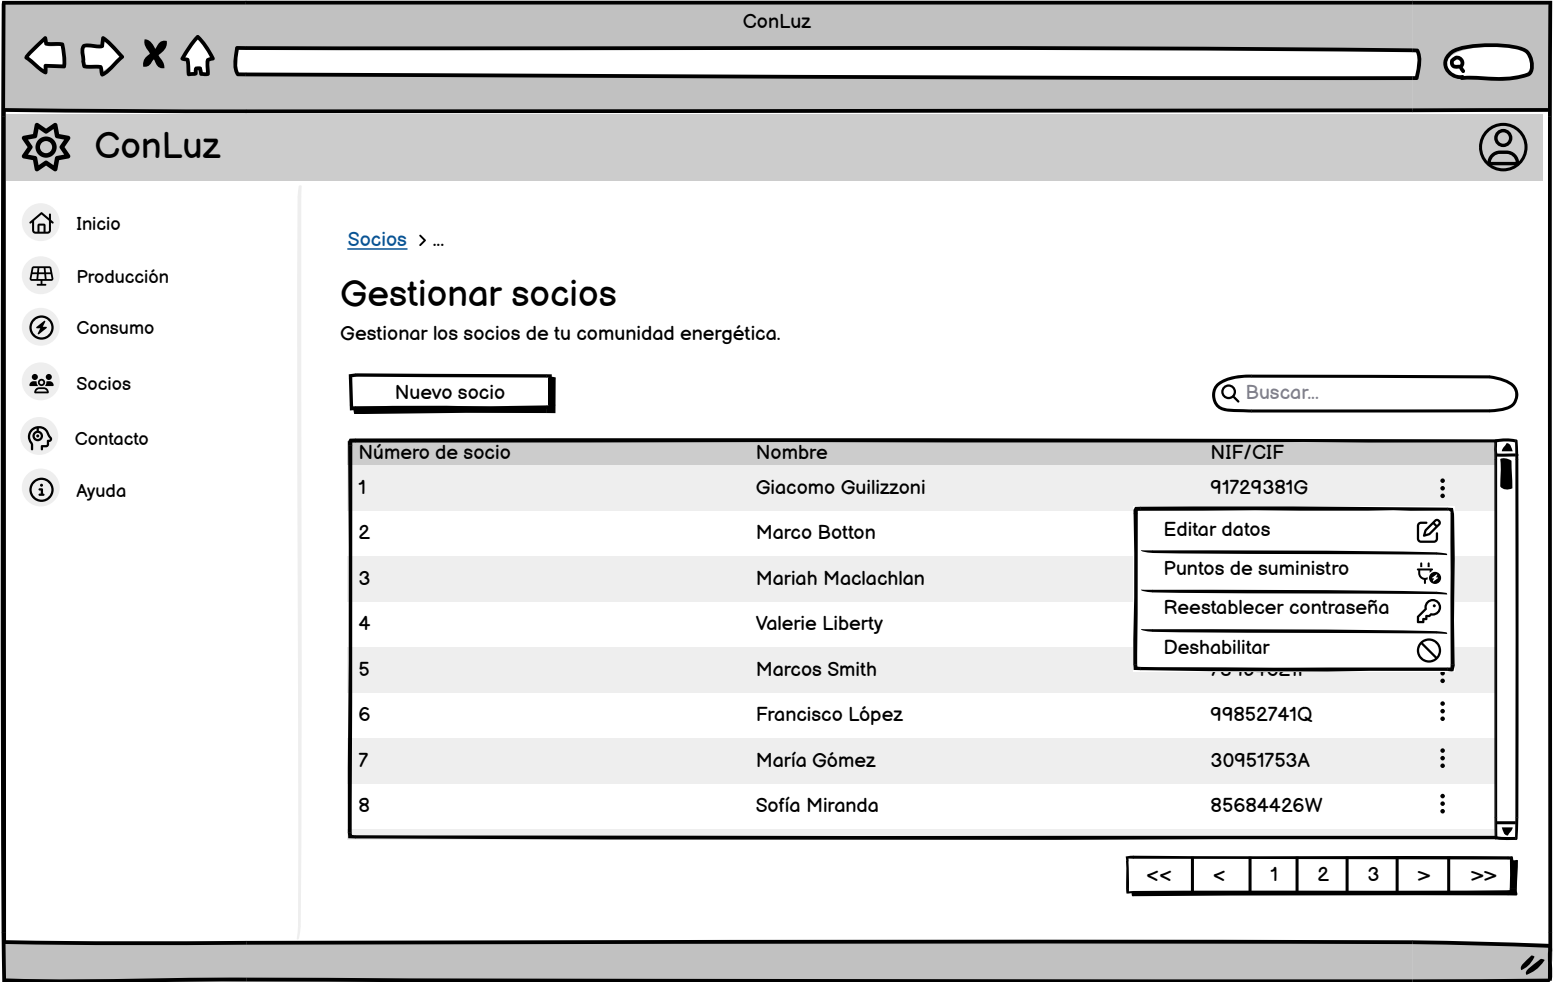 ConLuz
ConLuz
Inicio
Producción
Consumo
Socios
Contacto
Ayuda
Socios > ...
Gestionar socios
Gestionar los socios de tu comunidad energética.
Nuevo socio
Buscar...
Número de socio Nombre NIF/CIF
1 Giacomo Guilizzoni 91729381G
2 Marco Botton
3 Mariah Maclachlan
4 Valerie Liberty
5 Marcos Smith
6 Francisco López 99852741Q
7 María Gómez 30951753A
8 Sofía Miranda 85684426W
Editar datos
Puntos de suministro
Reestablecer contraseña
Deshabilitar
<< < 1 2 3 > >>